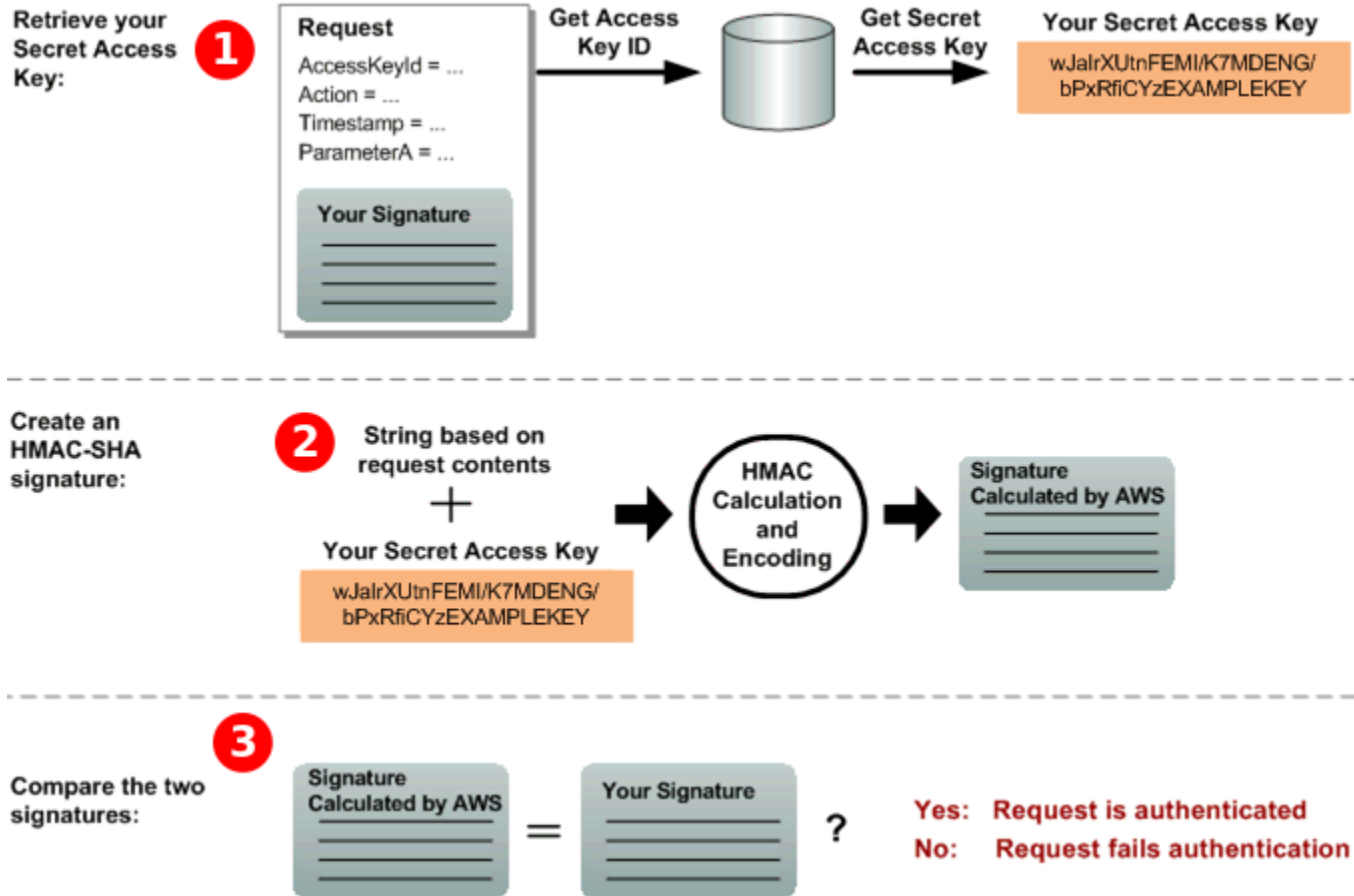 Retrieve your
Secret Access
Key:
1
Request
AccessKeyId = ...
Action = ...
Timestamp = ...
ParameterA = ...
Your Signature
Get Access
Key ID
Get Secret
Access Key
Your Secret Access Key
wJalrXUtnFEMI/K7MDENG/
bPxRfiCYzEXAMPLEKEY
Create an
HMAC-SHA
signature:
2
String based on
request contents
+
Your Secret Access Key
wJalrXUtnFEMI/K7MDENG/
bPxRfiCYzEXAMPLEKEY
HMAC
Calculation
and
Encoding
Signature
Calculated by AWS
3
Compare the two
signatures:
Signature
Calculated by AWS
=
Your Signature
?
Yes: Request is authenticated
No: Request fails authentication